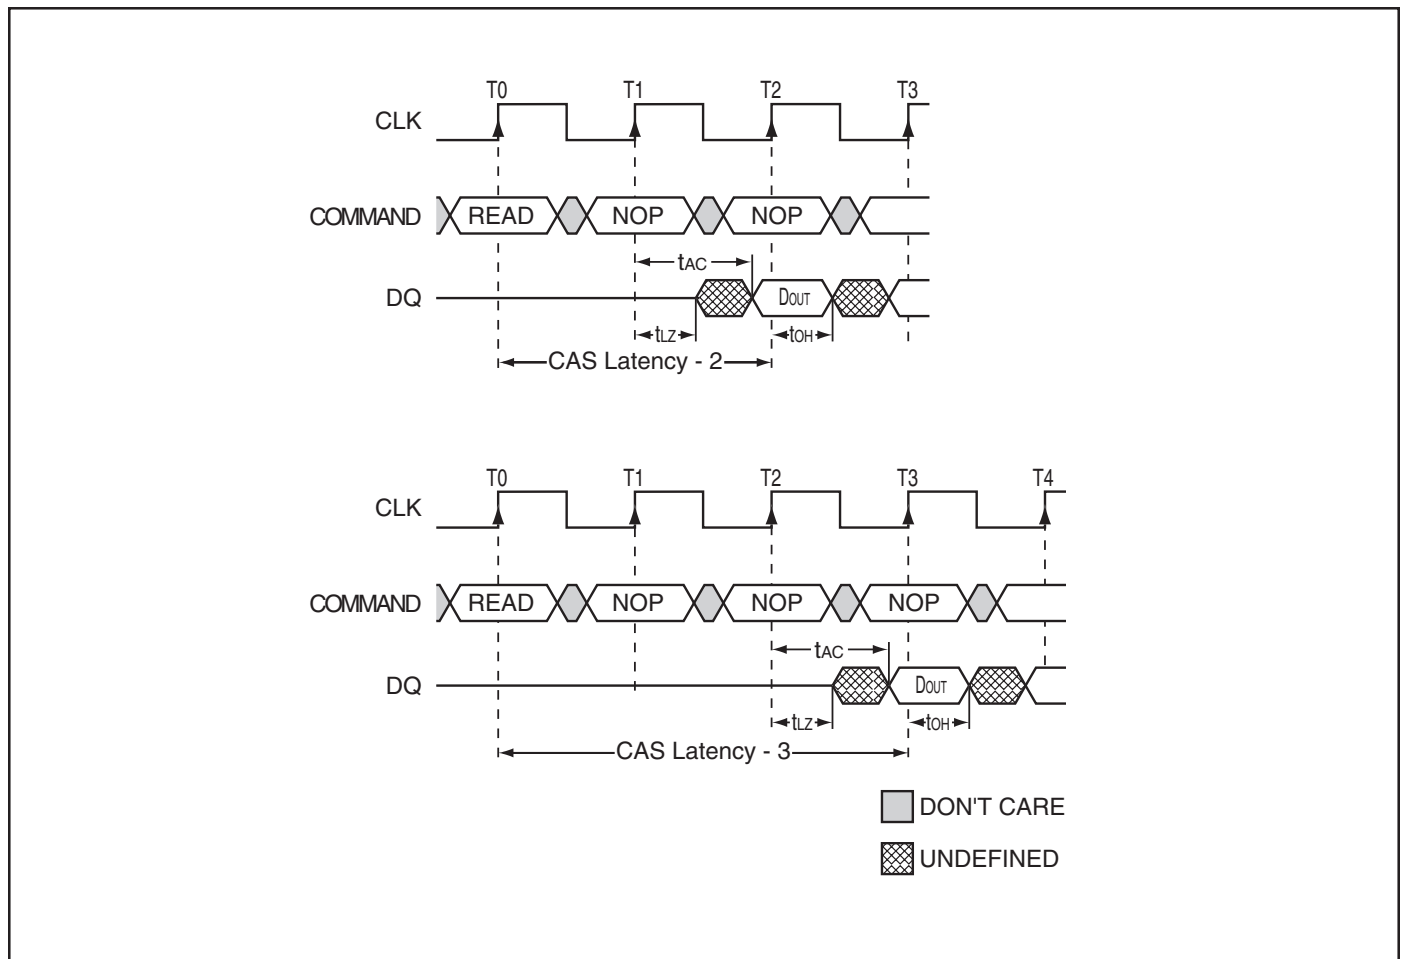 T0 T1 T2 T3
CLK
COMMAND READ NOP NOP
tAC
DQ DOUT
tLZ tOH
CAS Latency - 2
T0 T1 T2 T3 T4
CLK
COMMAND READ NOP NOP NOP
tAC
DQ DOUT
tLZ tOH
CAS Latency - 3
DON'T CARE
UNDEFINED